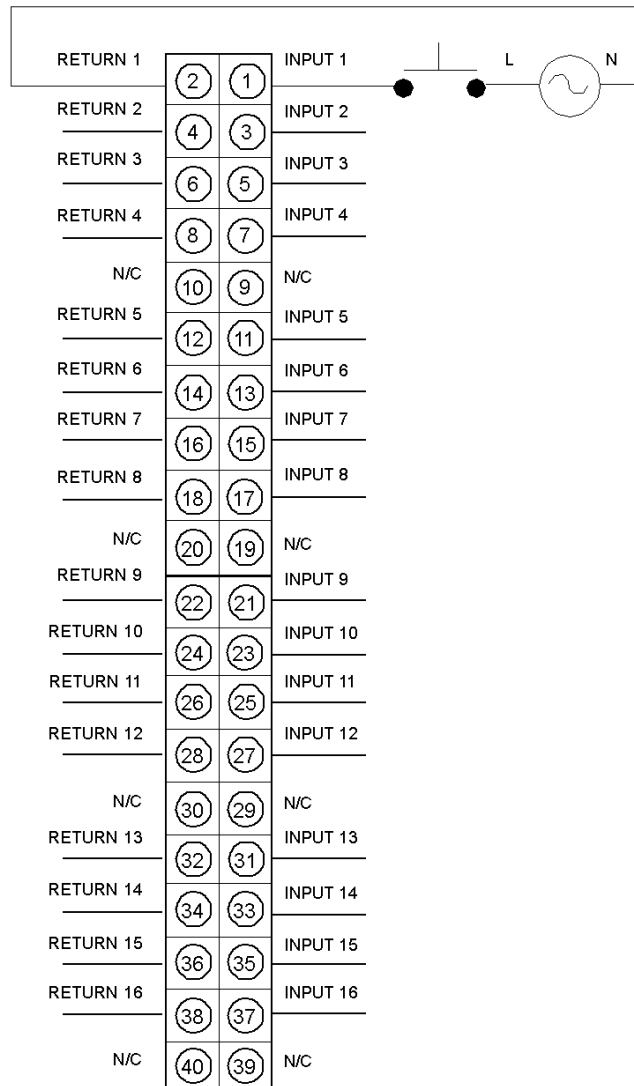 RETURN 1 2 1 INPUT 1 L N
RETURN 2 4 3 INPUT 2
RETURN 3 6 5 INPUT 3
RETURN 4 8 7 INPUT 4
N/C 10 9 N/C
RETURN 5 12 11 INPUT 5
RETURN 6 14 13 INPUT 6
RETURN 7 16 15 INPUT 7
RETURN 8 18 17 INPUT 8
N/C 20 19 N/C
RETURN 9 22 21 INPUT 9
RETURN 10 24 23 INPUT 10
RETURN 11 26 25 INPUT 11
RETURN 12 28 27 INPUT 12
N/C 30 29 N/C
RETURN 13 32 31 INPUT 13
RETURN 14 34 33 INPUT 14
RETURN 15 36 35 INPUT 15
RETURN 16 38 37 INPUT 16
N/C 40 39 N/C